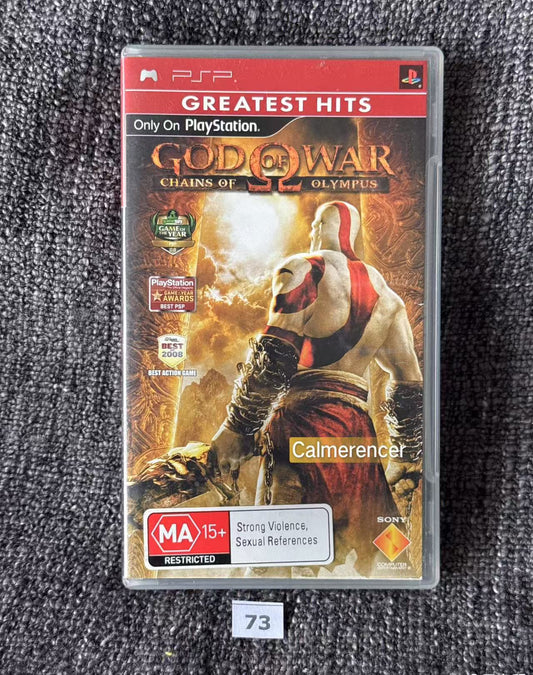 PSP
GREATEST HITS
Only On PlayStation.
GOD OF WAR
CHAINS OF OLYMPUS
GAME OF THE YEAR
PlayStation
GAME OF THE YEAR
AWARDS
BEST PSP
BEST
2008
BEST ACTION GAME
Calmerencer
MA 15+
RESTRICTED
Strong Violence,
Sexual References
SONY
COMPUTER
ENTERTAINMENT
73